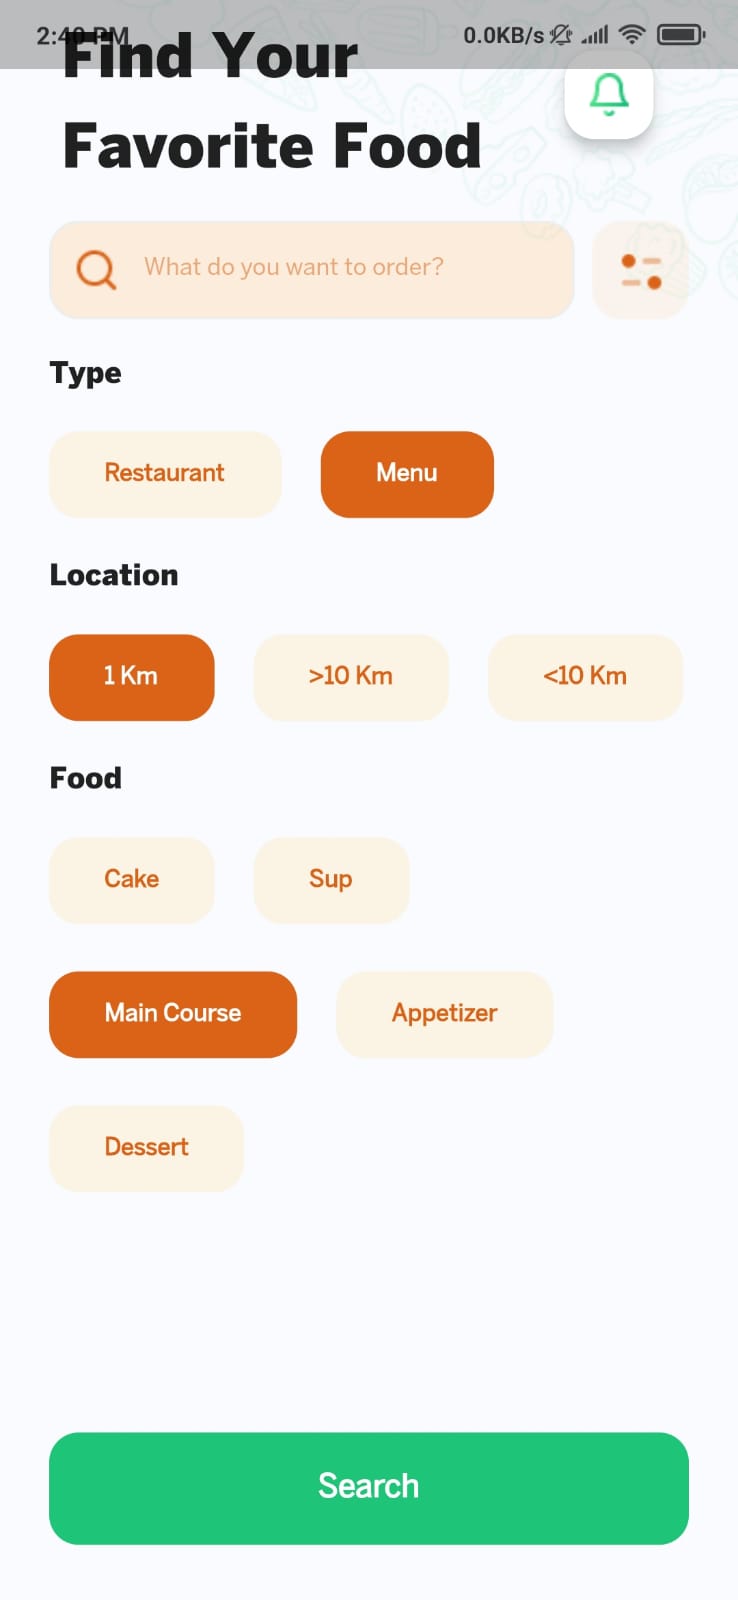 2:40 PM 0.0KB/s
Find Your
Favorite Food
What do you want to order?
Type
Restaurant Menu
Location
1 Km >10 Km <10 Km
Food
Cake Sup
Main Course Appetizer
Dessert
Search